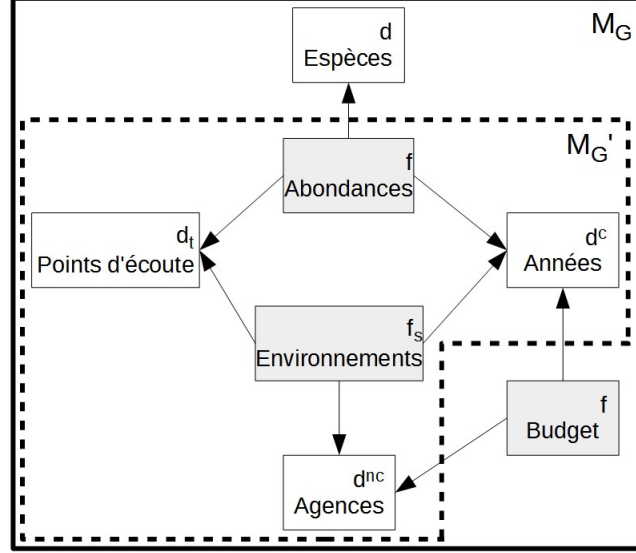 M_G
d
Espèces
M_G'
f
Abondances
d_t
Points d'écoute
d^c
Années
f_s
Environnements
f
Budget
d^nc
Agences